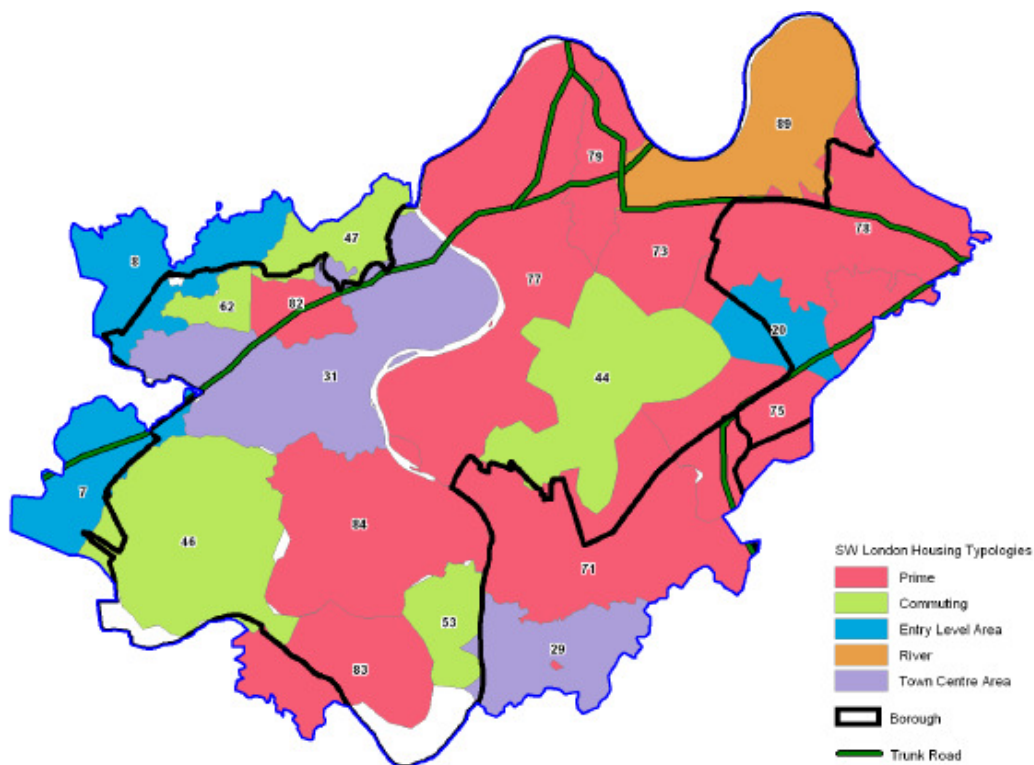 89
79
8
47
73
78
77
62
82
20
31
44
75
7
46
84
71
53
29
83
SW London Housing Typologies
Prime
Commuting
Entry Level Area
River
Town Centre Area
Borough
Trunk Road